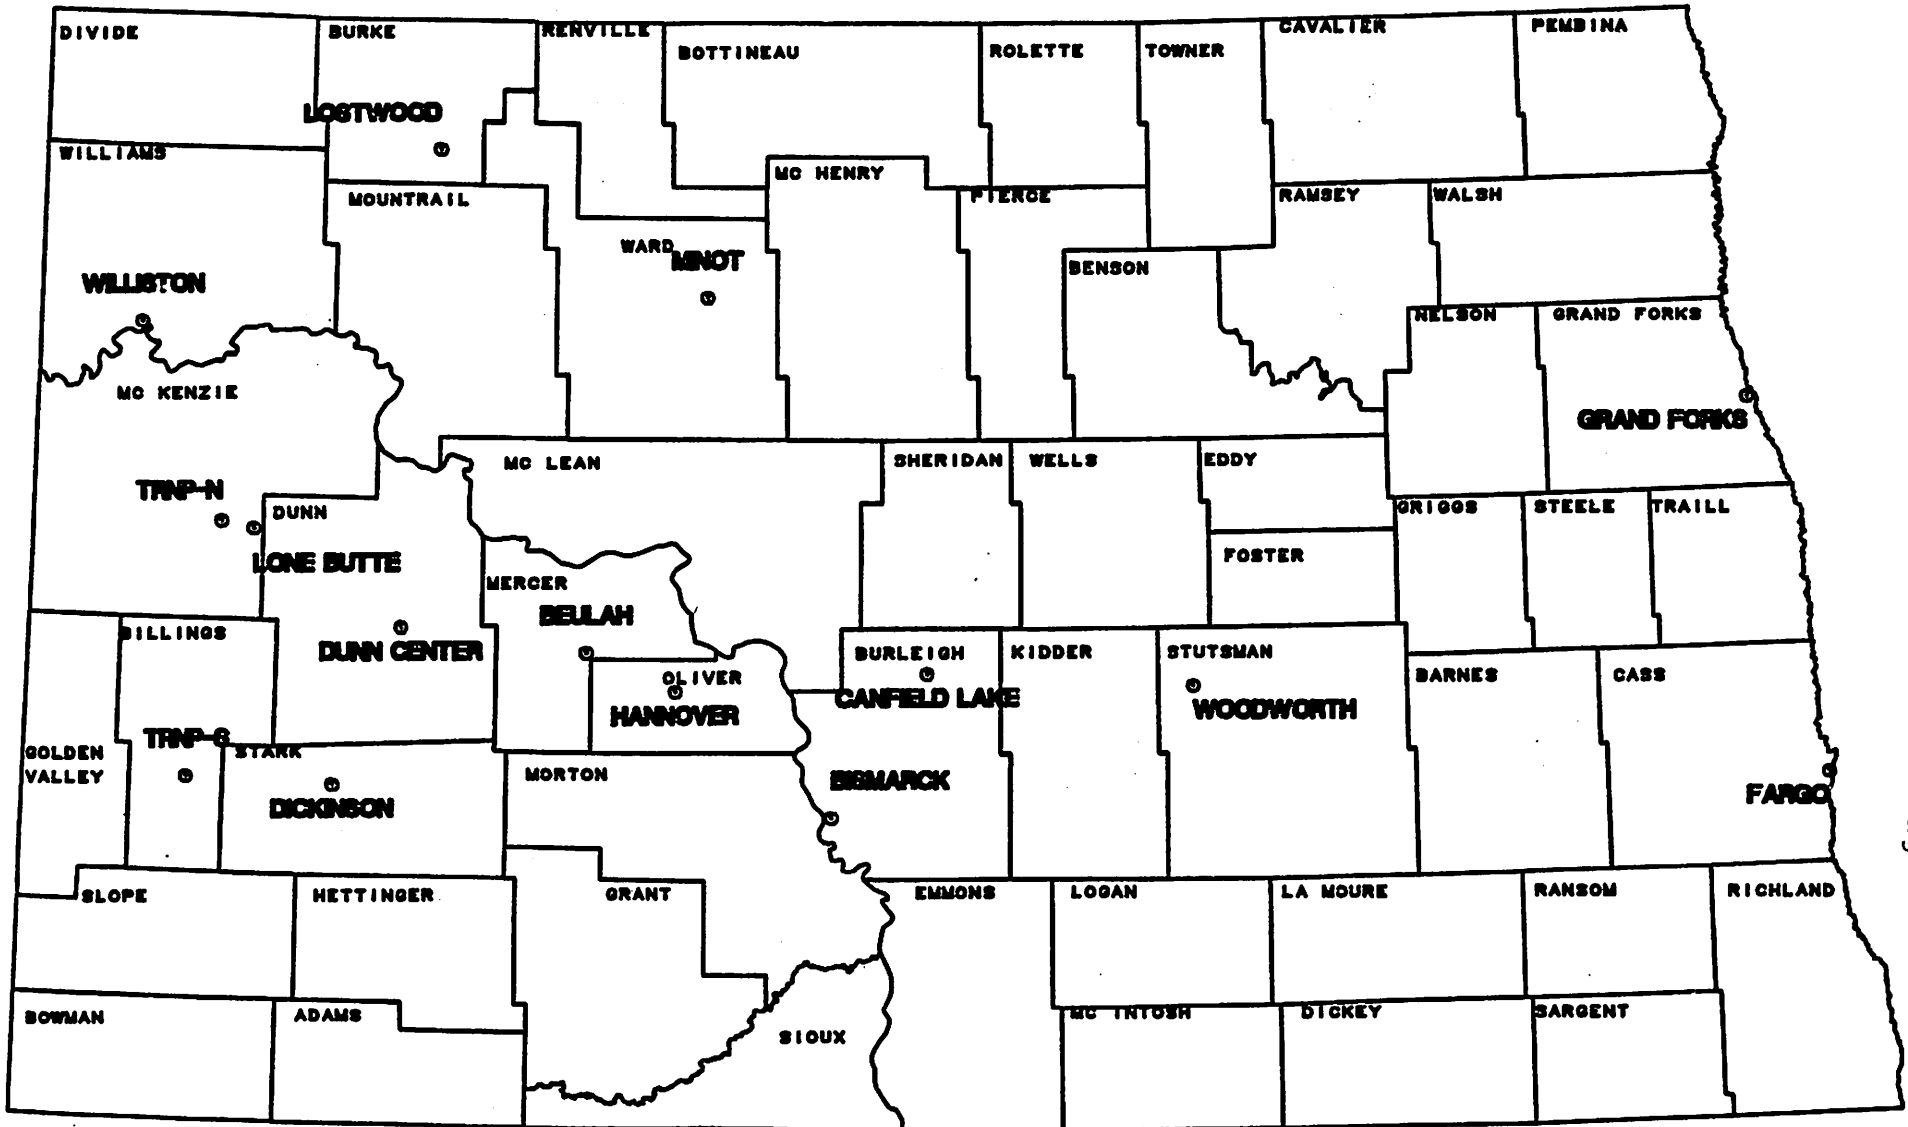 DIVIDE
BURKE
RENVILLE
BOTTINEAU
ROLETTE
TOWNER
CAVALIER
PEMBINA
LOSTWOOD
WILLIAMS
MOUNTRAIL
MC HENRY
PIERCE
RAMSEY
WALSH
WARD
MINOT
BENSON
WILLISTON
NELSON
GRAND FORKS
MC KENZIE
GRAND FORKS
MC LEAN
SHERIDAN
WELLS
EDDY
TRNP-N
DUNN
GRIGGS
STEELE
TRAILL
LONE BUTTE
FOSTER
MERCER
BEULAH
BILLINGS
DUNN CENTER
BURLEIGH
KIDDER
STUTSMAN
BARNES
CASS
OLIVER
CANFIELD LAKE
HANNOVER
WOODWORTH
TRNP-S
GOLDEN
VALLEY
STARK
MORTON
BISMARCK
DICKINSON
FARGO
SLOPE
HETTINGER
GRANT
EMMONS
LOGAN
LA MOURE
RANSOM
RICHLAND
BOWMAN
ADAMS
SIOUX
MC INTOSH
DICKEY
SARGENT